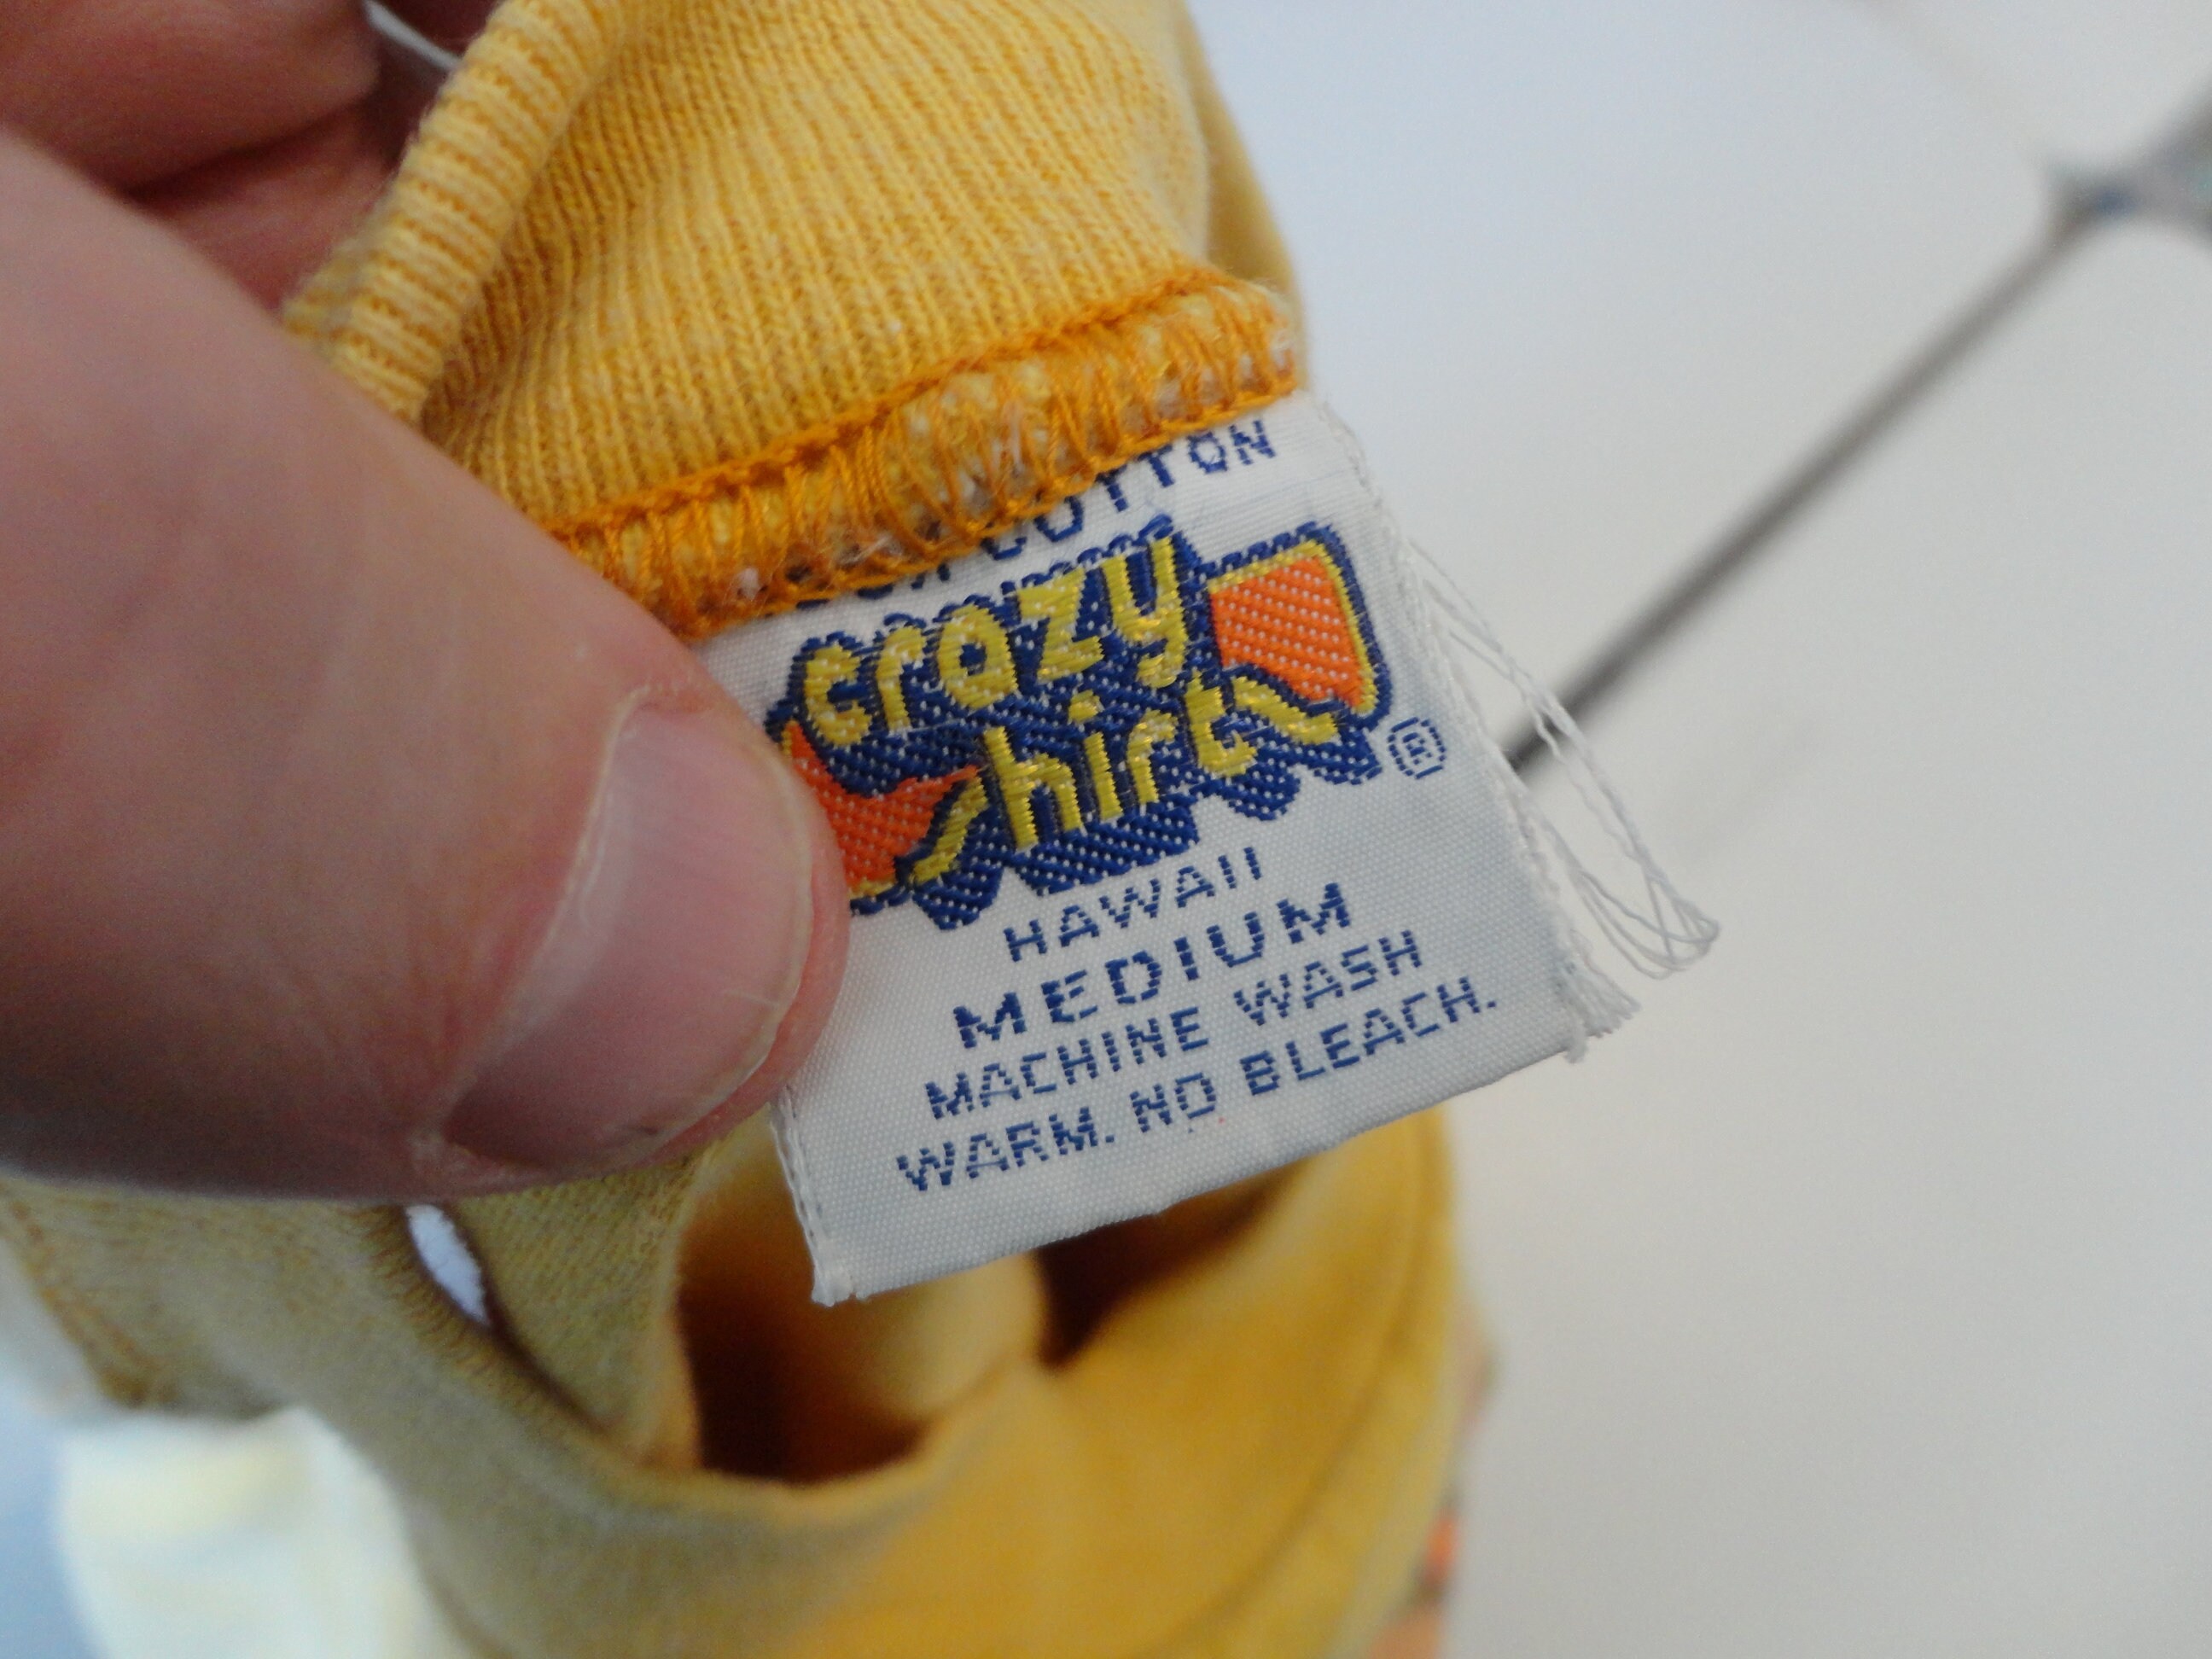 COTTON
crazy
shirts
®
HAWAII
MEDIUM
MACHINE WASH
WARM. NO BLEACH.